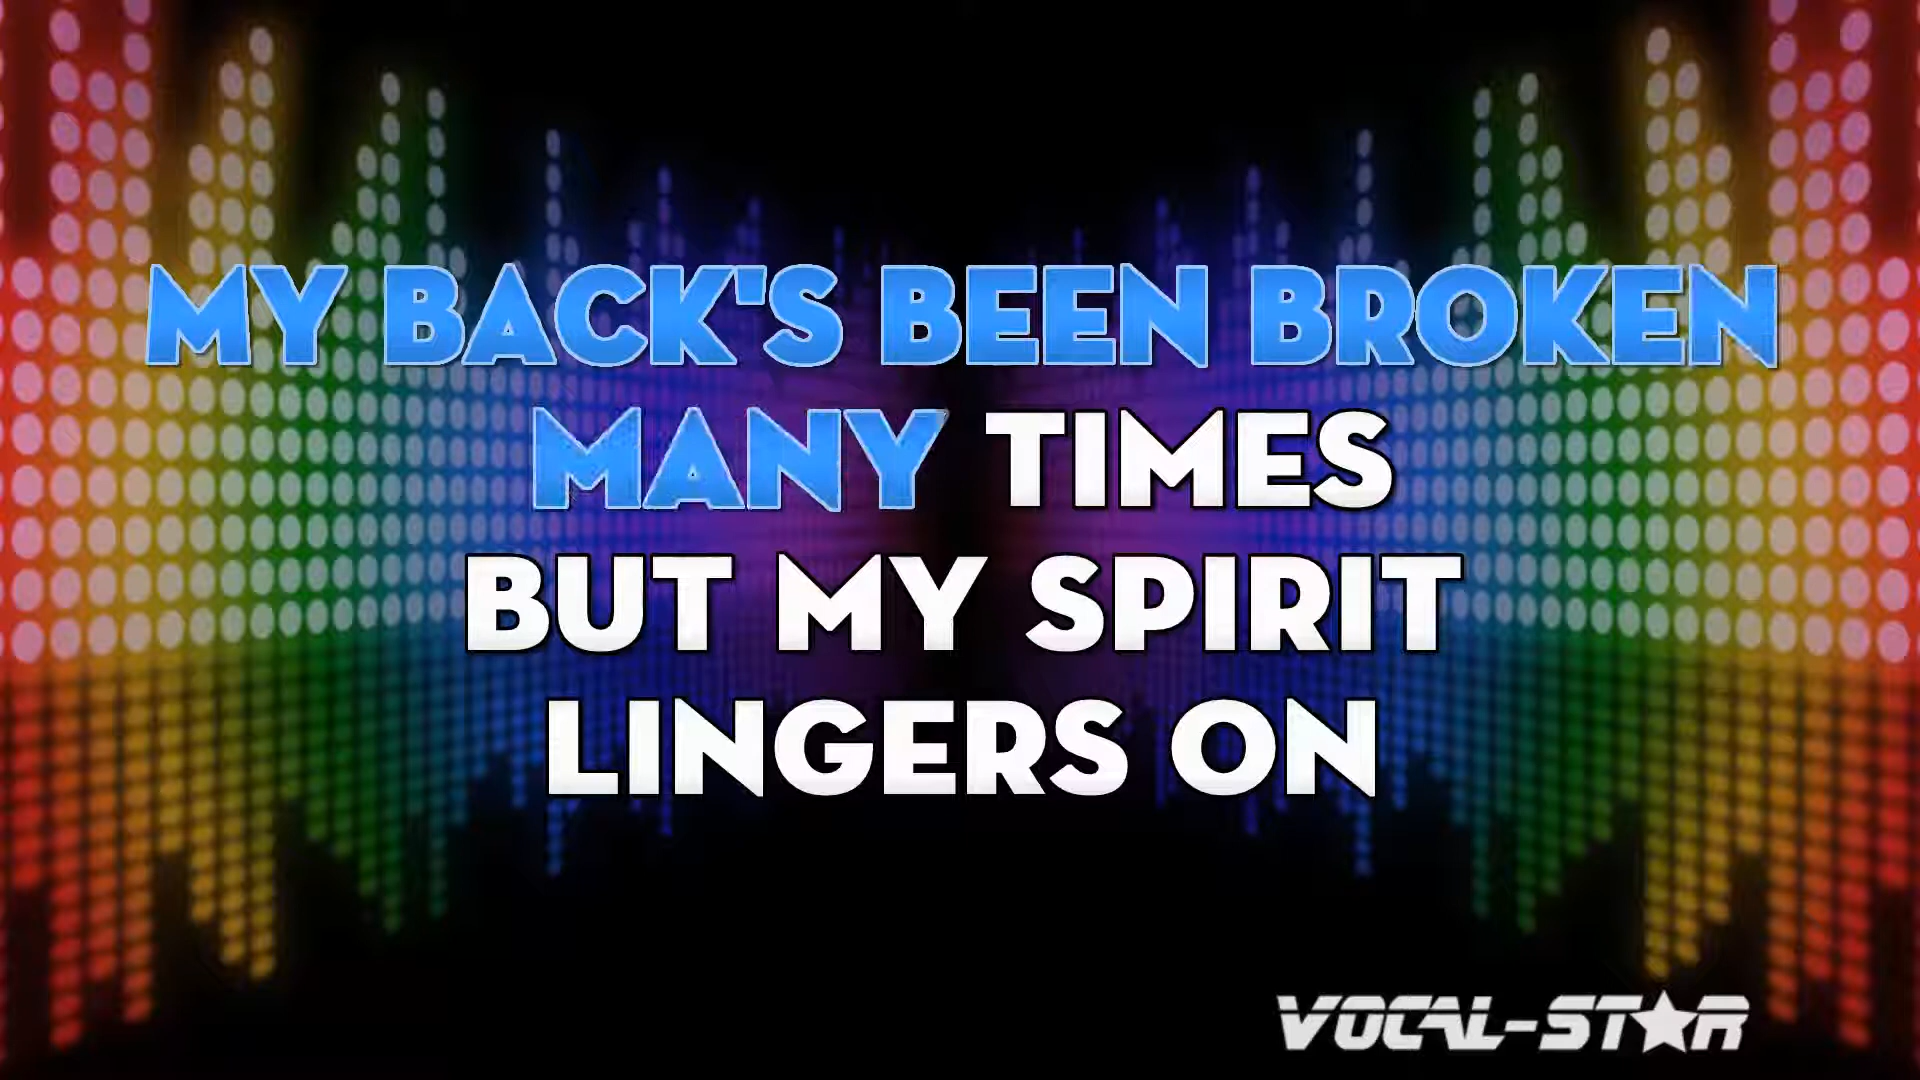 MY BACK'S BEEN BROKEN
MANY TIMES
BUT MY SPIRIT
LINGERS ON
VOCAL-STAR